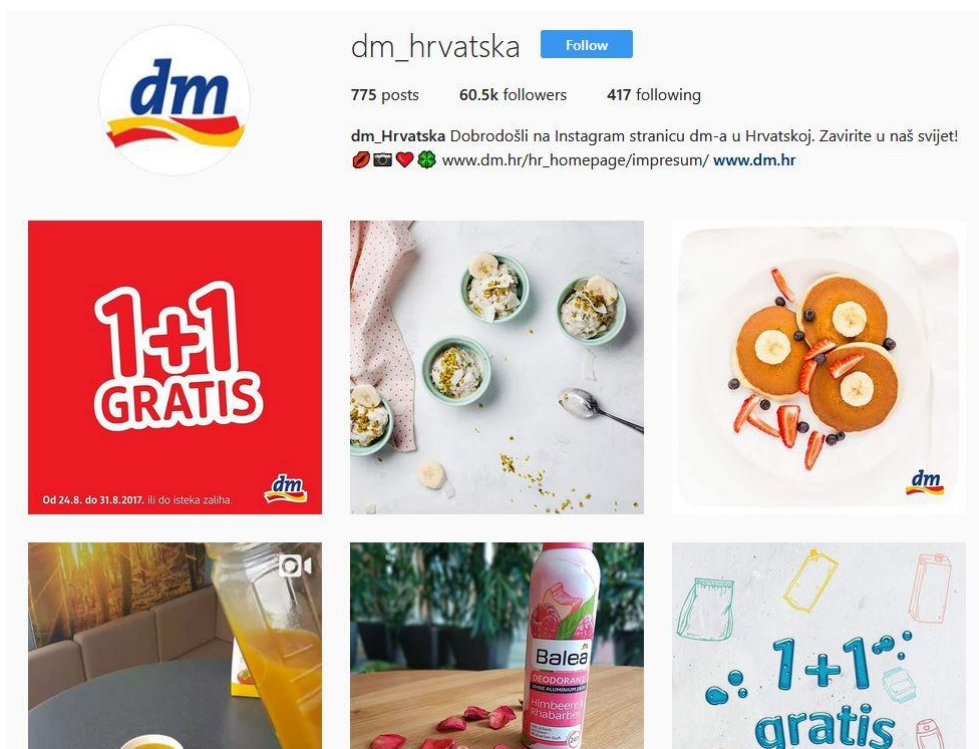 dm
dm_hrvatska Follow
775 posts 60.5k followers 417 following
dm_Hrvatska Dobrodošli na Instagram stranicu dm-a u Hrvatskoj. Zavirite u naš svijet!
www.dm.hr/hr_homepage/impresum/ www.dm.hr
1+1
GRATIS
Od 24.8. do 31.8.2017. ili do isteka zaliha.
dm
dm
Balea
DEODORANT
OHNE ALUMINIUM
Himbeere &
Rhabarber
1+1
gratis